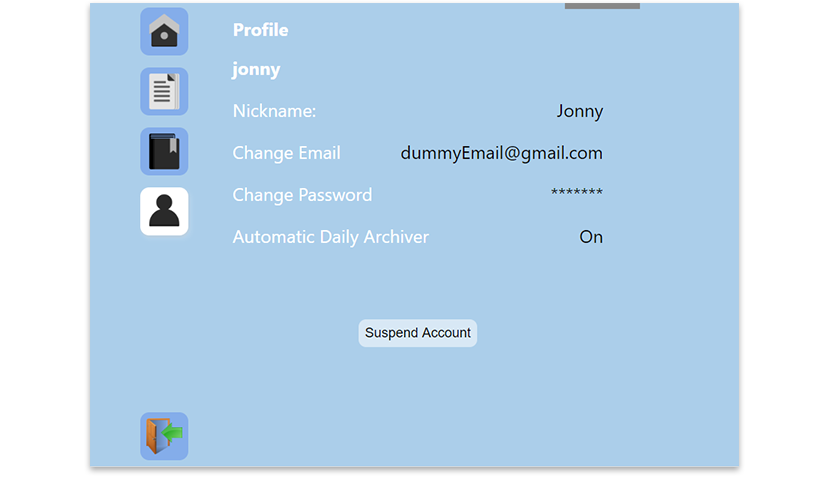 Profile
jonny
Nickname: Jonny
Change Email dummyEmail@gmail.com
Change Password *******
Automatic Daily Archiver On
Suspend Account